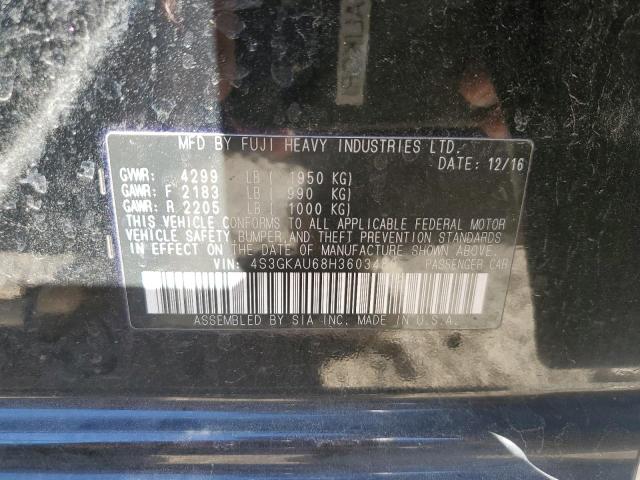 MFD BY FUJI HEAVY INDUSTRIES LTD.
DATE: 12/16
GVWR: 4299 LB ( 1950 KG)
GAWR: F 2183 LB ( 990 KG)
GAWR: R 2205 LB ( 1000 KG)
THIS VEHICLE CONFORMS TO ALL APPLICABLE FEDERAL MOTOR
VEHICLE SAFETY, BUMPER AND THEFT PREVENTION STANDARDS
IN EFFECT ON THE DATE OF MANUFACTURE SHOWN ABOVE.
VIN: PASSENGER CAR
ASSEMBLED BY SIA INC. MADE IN U.S.A.